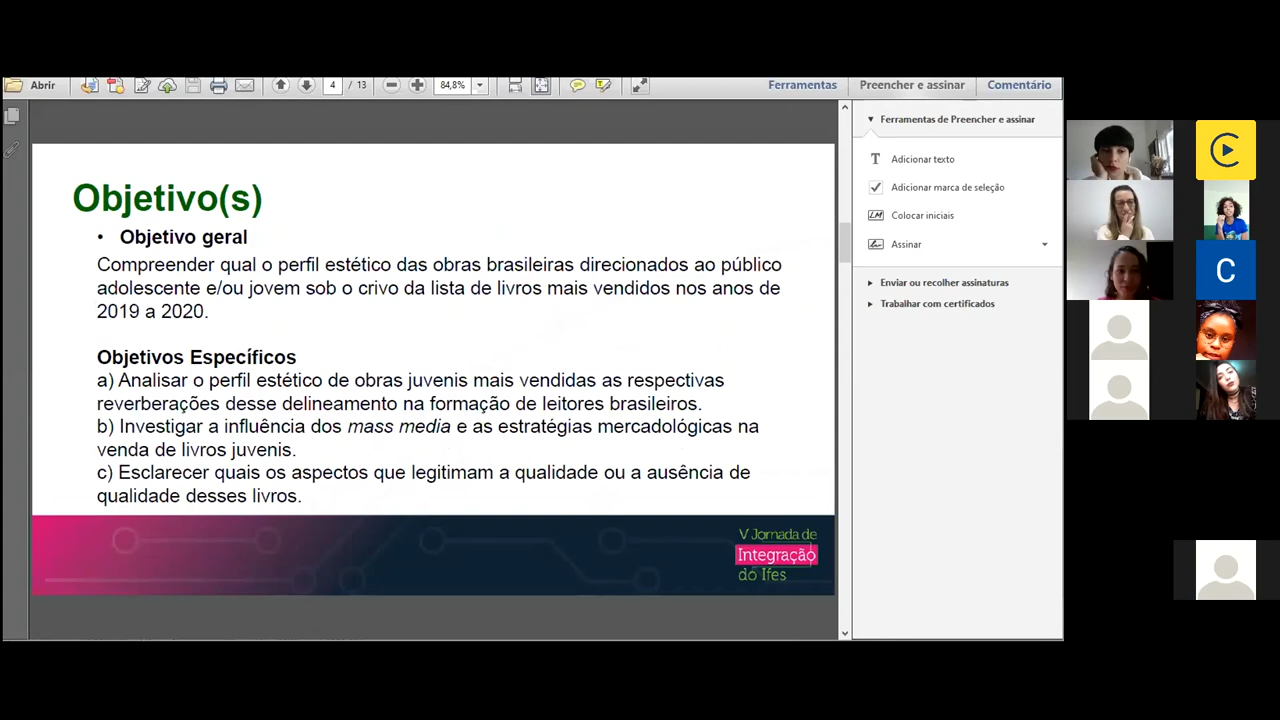 Abrir
4 / 13
84,8%
Ferramentas
Preencher e assinar
Comentário
Ferramentas de Preencher e assinar
T Adicionar texto
Adicionar marca de seleção
LM Colocar iniciais
Assinar
Enviar ou recolher assinaturas
Trabalhar com certificados
Objetivo(s)
• Objetivo geral
Compreender qual o perfil estético das obras brasileiras direcionados ao público
adolescente e/ou jovem sob o crivo da lista de livros mais vendidos nos anos de
2019 a 2020.
Objetivos Específicos
a) Analisar o perfil estético de obras juvenis mais vendidas as respectivas
reverberações desse delineamento na formação de leitores brasileiros.
b) Investigar a influência dos mass media e as estratégias mercadológicas na
venda de livros juvenis.
c) Esclarecer quais os aspectos que legitimam a qualidade ou a ausência de
qualidade desses livros.
V Jornada de
Integração
do Ifes
C